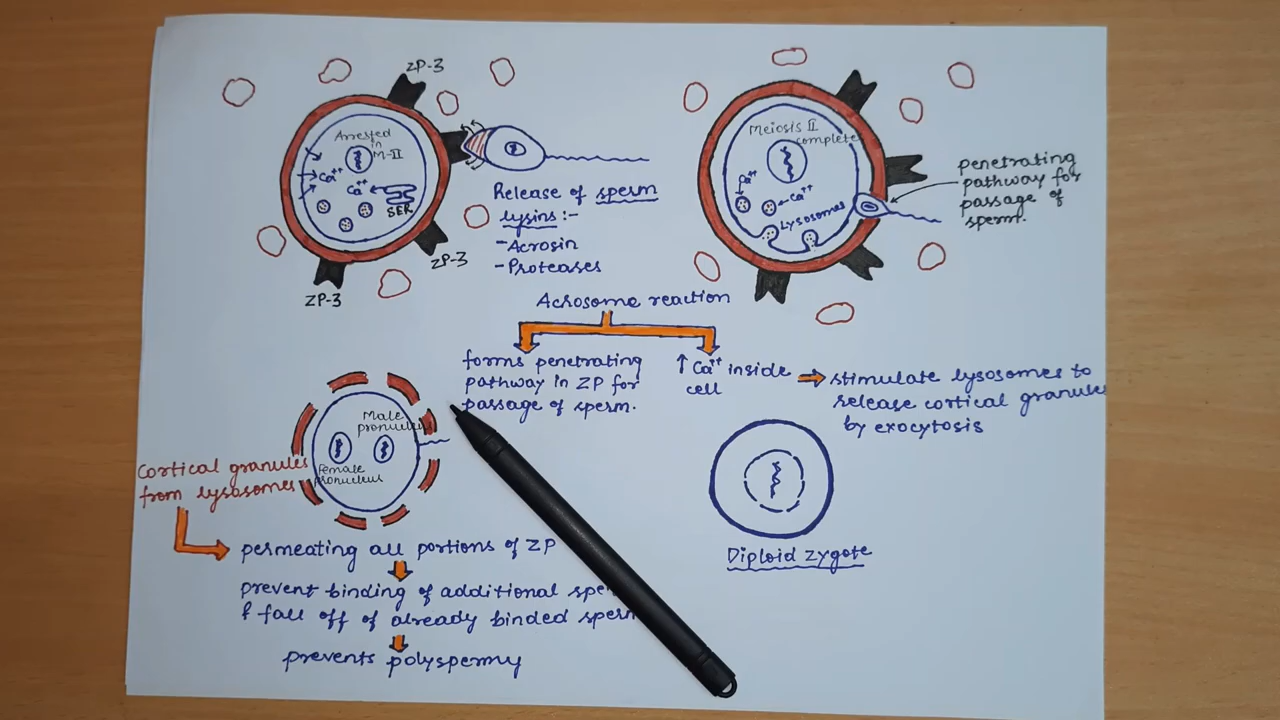 ZP-3
Arrested
in
M-II
Ca++
Ca++
SER
ZP-3
ZP-3
Release of sperm
lysins:-
- Acrosin
- Proteases
Meiosis II
complete
Ca++
Ca++
Lysosomes
penetrating
pathway for
passage of
sperm.
Acrosome reaction
forms penetrating
pathway in ZP for
passage of sperm.
↑ Ca++ inside
cell
stimulate lysosomes to
release cortical granules
by exocytosis
Male
pronucleus
Female
pronucleus
Cortical granules
from lysosomes
permeating all portions of ZP
prevent binding of additional spe
& fall off of already binded sperm
prevents polyspermy
Diploid zygote